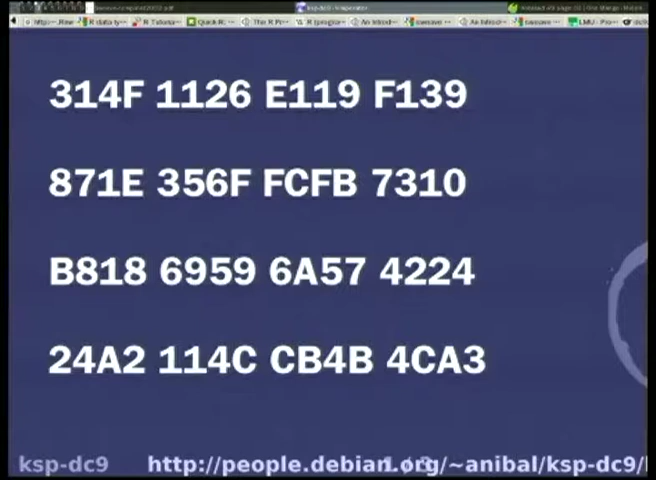 314F 1126 E119 F139
871E 356F FCFB 7310
B818 6959 6A57 4224
24A2 114C CB4B 4CA3
ksp-dc9 http://people.debian.org/~anibal/ksp-dc9/